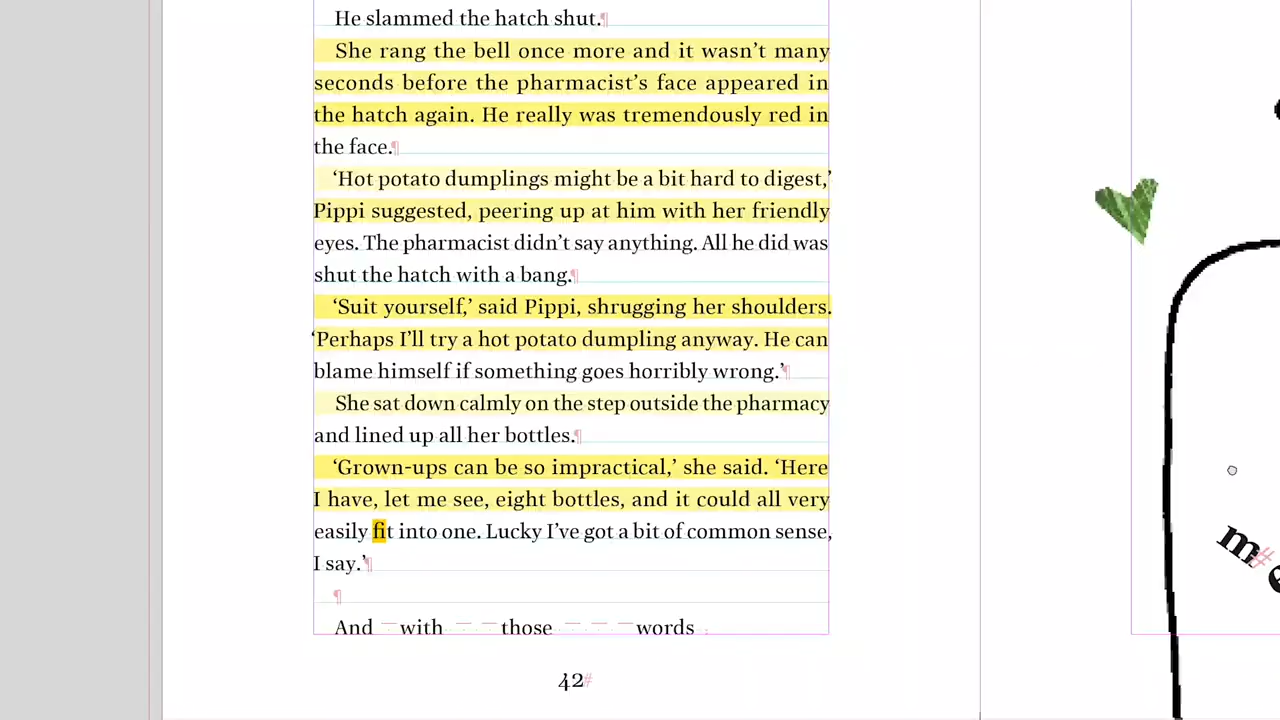 He slammed the hatch shut.¶
She rang the bell once more and it wasn’t many
seconds before the pharmacist’s face appeared in
the hatch again. He really was tremendously red in
the face.¶
‘Hot potato dumplings might be a bit hard to digest,’
Pippi suggested, peering up at him with her friendly
eyes. The pharmacist didn’t say anything. All he did was
shut the hatch with a bang.¶
‘Suit yourself,’ said Pippi, shrugging her shoulders.
‘Perhaps I’ll try a hot potato dumpling anyway. He can
blame himself if something goes horribly wrong.’¶
She sat down calmly on the step outside the pharmacy
and lined up all her bottles.¶
‘Grown-ups can be so impractical,’ she said. ‘Here
I have, let me see, eight bottles, and it could all very
easily fit into one. Lucky I’ve got a bit of common sense,
I say.’¶
¶
And with those words
42#